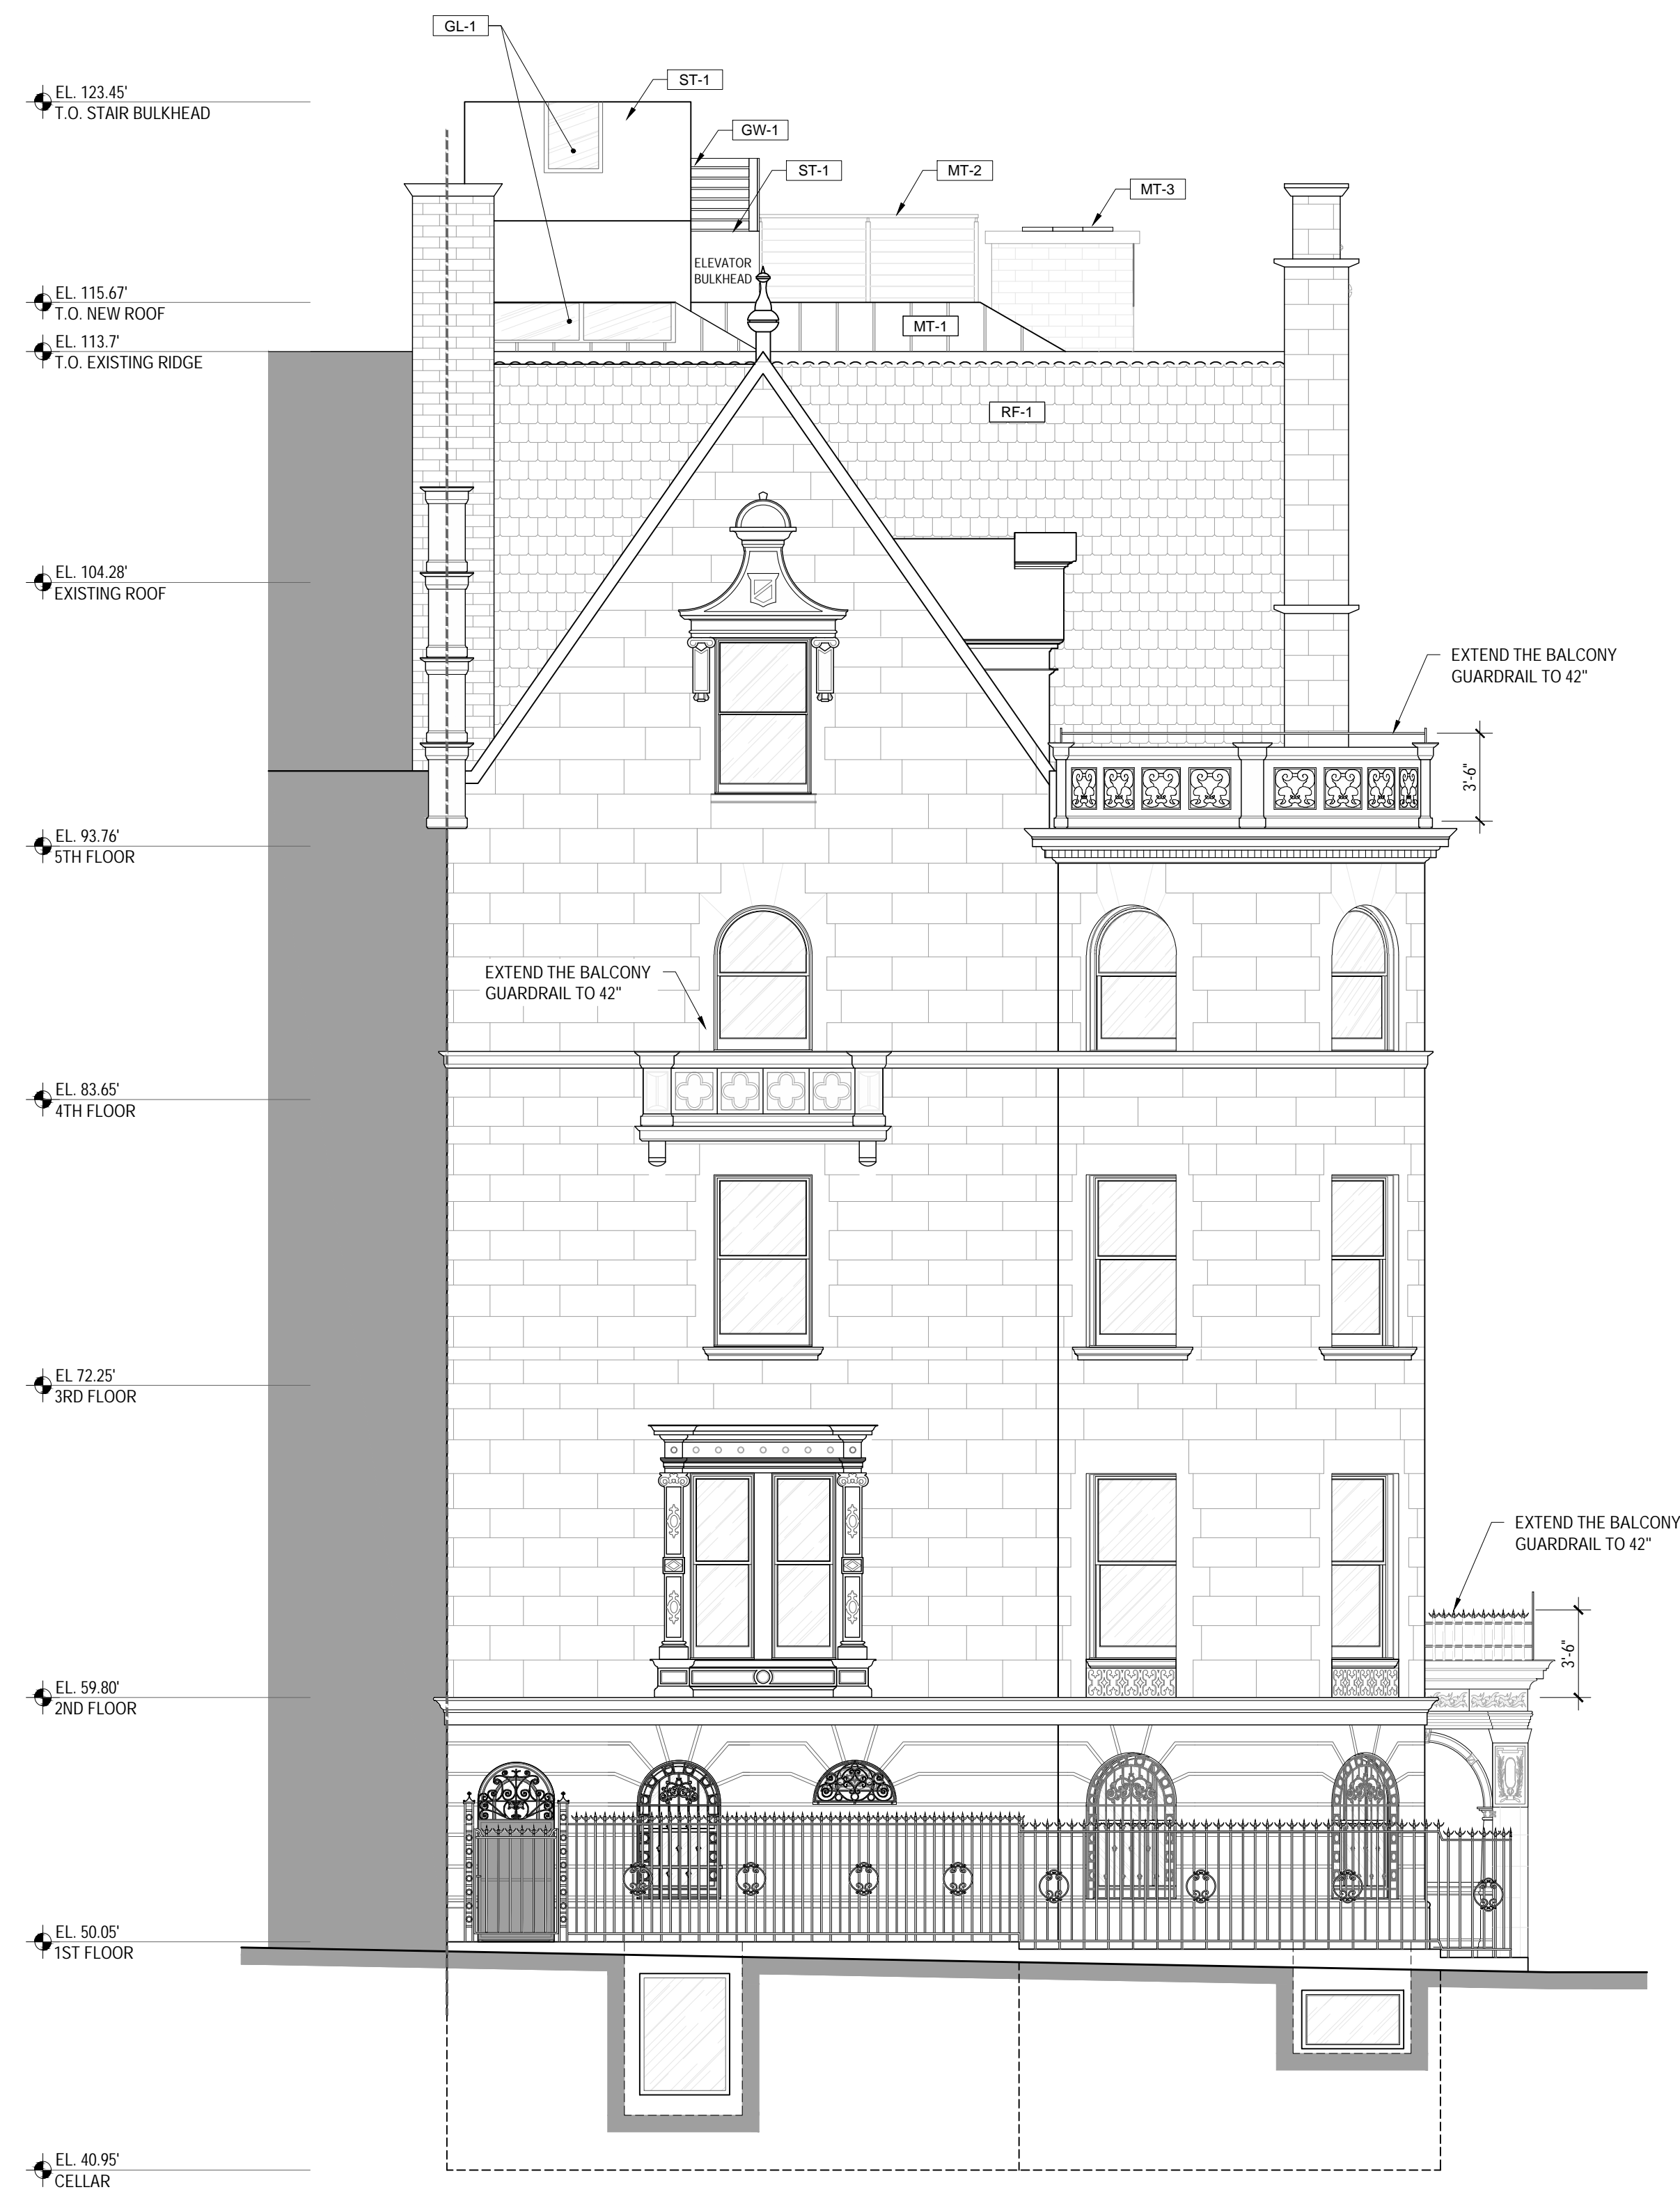 GL-1
ST-1
EL. 123.45'
T.O. STAIR BULKHEAD
GW-1
ST-1
MT-2
MT-3
ELEVATOR
BULKHEAD
EL. 115.67'
T.O. NEW ROOF
MT-1
EL. 113.7'
T.O. EXISTING RIDGE
RF-1
EL. 104.28'
EXISTING ROOF
EXTEND THE BALCONY
GUARDRAIL TO 42"
3'-6"
EL. 93.76'
5TH FLOOR
EXTEND THE BALCONY
GUARDRAIL TO 42"
EL. 83.65'
4TH FLOOR
EL 72.25'
3RD FLOOR
EXTEND THE BALCONY
GUARDRAIL TO 42"
3'-6"
EL. 59.80'
2ND FLOOR
EL. 50.05'
1ST FLOOR
EL. 40.95'
CELLAR